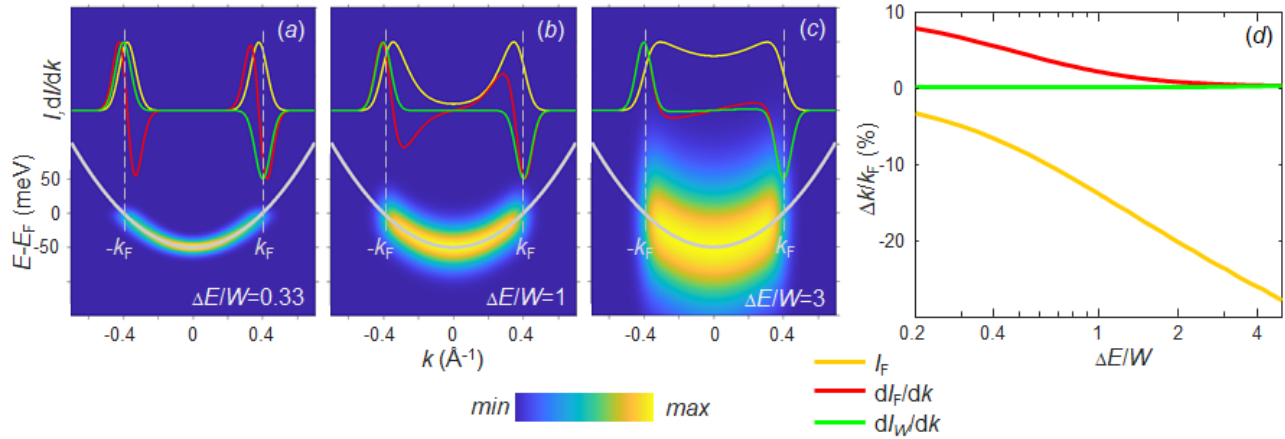 (a)
(b)
(c)
(d)
I, dI/dk
E-E_F (meV)
50
0
-50
-k_F
k_F
ΔE/W=0.33
-k_F
k_F
ΔE/W=1
-k_F
k_F
ΔE/W=3
-0.4
0
0.4
-0.4
0
0.4
-0.4
0
0.4
k (Å⁻¹)
min
max
Δk/k_F (%)
10
0
-10
-20
0.2
0.4
1
2
4
ΔE/W
I_F
dI_F/dk
dI_W/dk